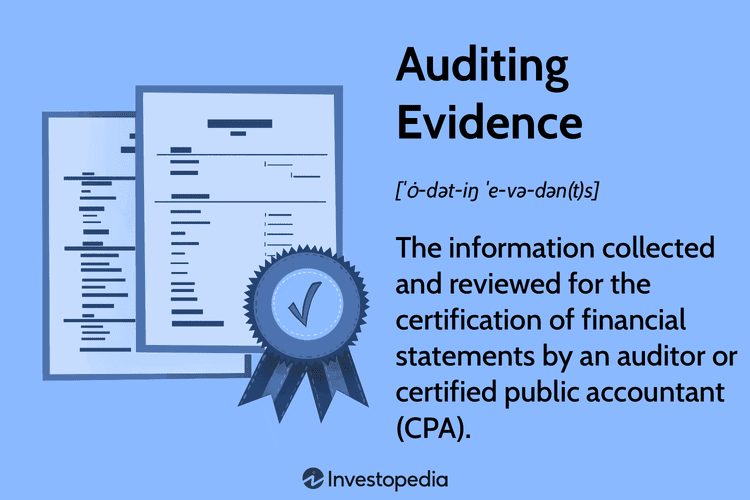 Auditing
Evidence
[ˈȯ-dət-iŋ ˈe-və-dən(t)s]
The information collected
and reviewed for the
certification of financial
statements by an auditor or
certified public accountant
(CPA).
Investopedia